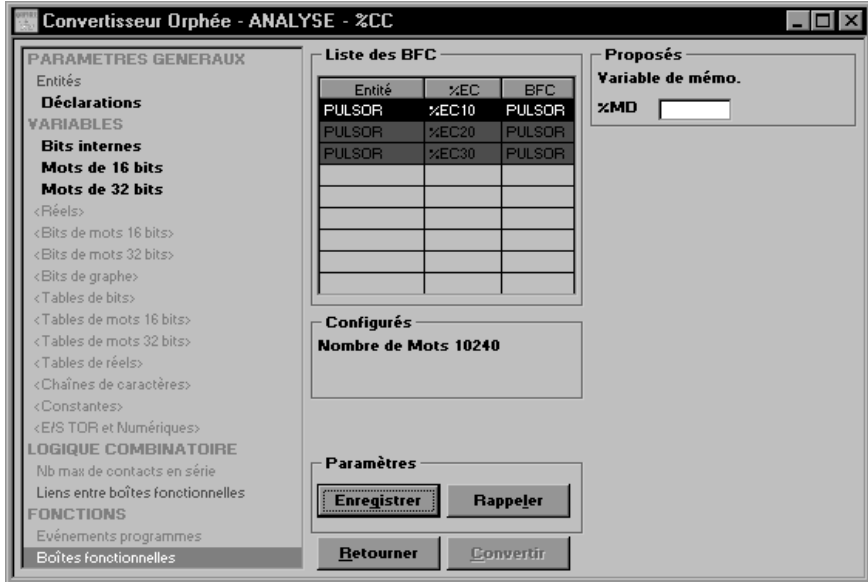 Convertisseur Orphée - ANALYSE - %CC
PARAMETRES GENERAUX
Entités
Déclarations
VARIABLES
Bits internes
Mots de 16 bits
Mots de 32 bits
<Réels>
<Bits de mots 16 bits>
<Bits de mots 32 bits>
<Bits de graphe>
<Tables de bits>
<Tables de mots 16 bits>
<Tables de mots 32 bits>
<Tables de réels>
<Chaînes de caractères>
<Constantes>
<E/S TOR et Numériques>
LOGIQUE COMBINATOIRE
Nb max de contacts en série
Liens entre boîtes fonctionnelles
FONCTIONS
Evénements programmes
Boîtes fonctionnelles
Liste des BFC
Entité %EC BFC
PULSOR %EC10 PULSOR
PULSOR %EC20 PULSOR
PULSOR %EC30 PULSOR
Configurés
Nombre de Mots 10240
Paramètres
Enregistrer Rappeler
Retourner Convertir
Proposés
Variable de mémo.
%MD